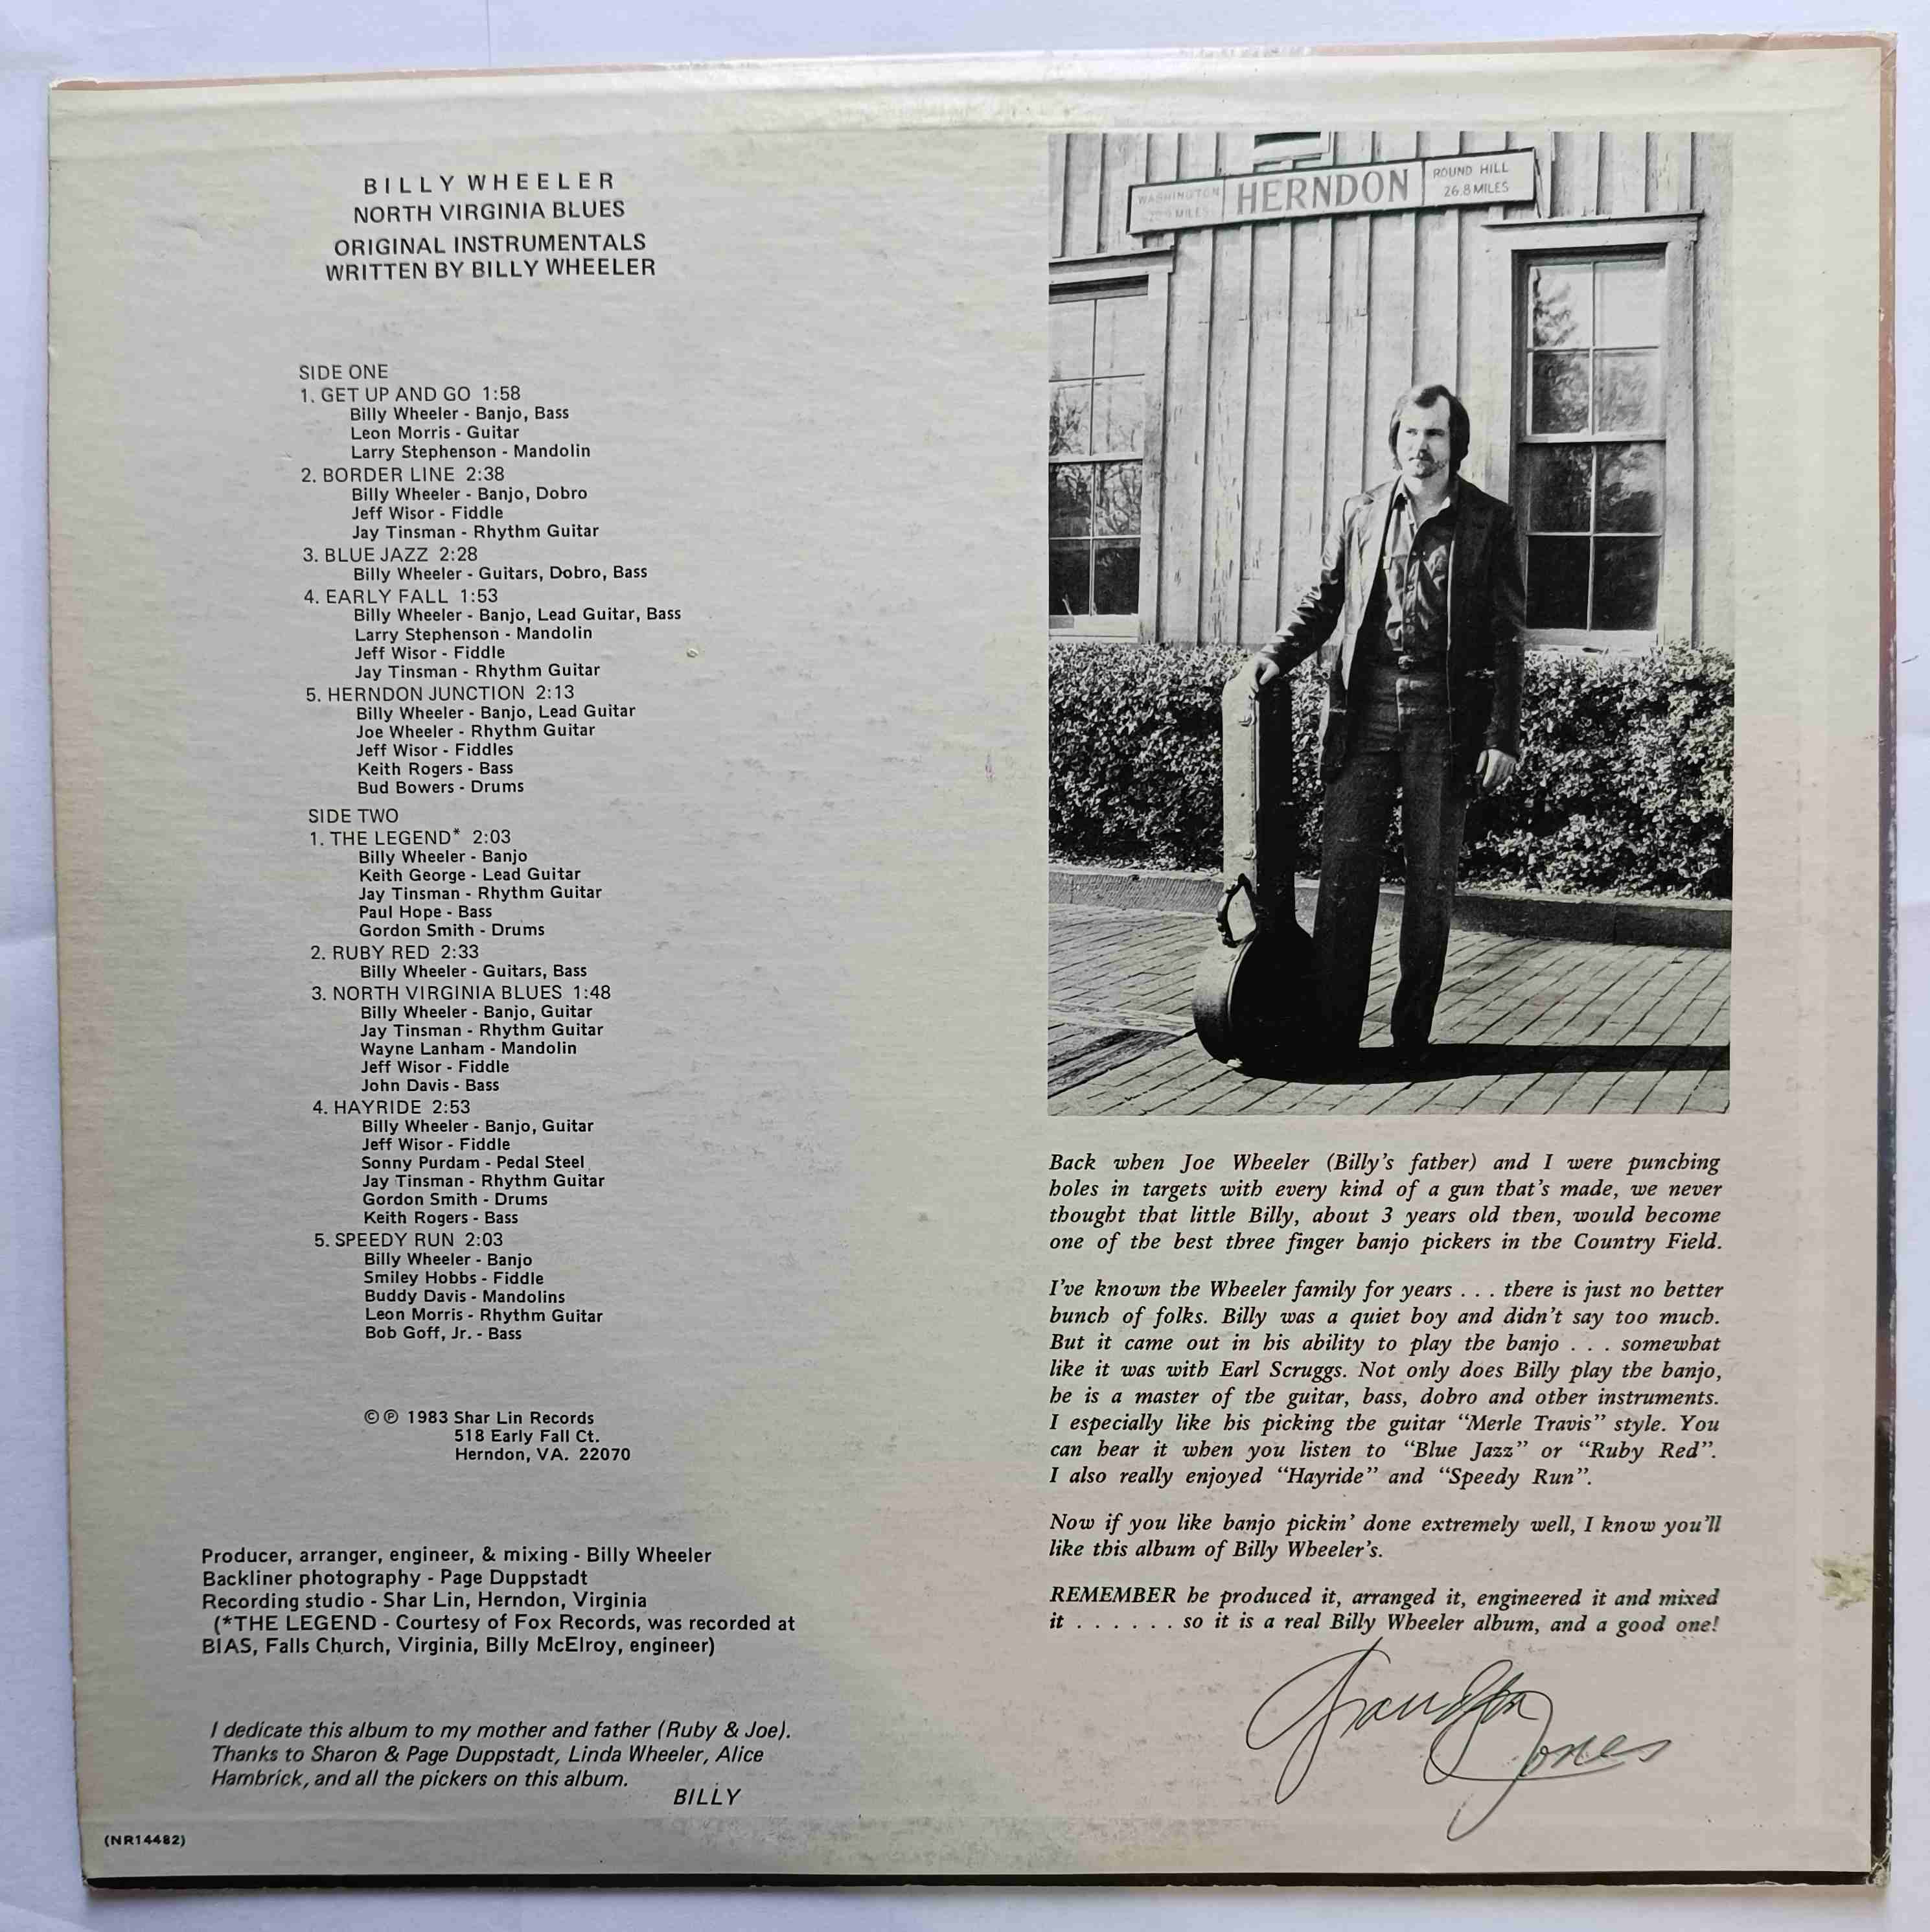 BILLY WHEELER
NORTH VIRGINIA BLUES
ORIGINAL INSTRUMENTALS
WRITTEN BY BILLY WHEELER
SIDE ONE
1. GET UP AND GO 1:58
Billy Wheeler - Banjo, Bass
Leon Morris - Guitar
Larry Stephenson - Mandolin
2. BORDER LINE 2:38
Billy Wheeler - Banjo, Dobro
Jeff Wisor - Fiddle
Jay Tinsman - Rhythm Guitar
3. BLUE JAZZ 2:28
Billy Wheeler - Guitars, Dobro, Bass
4. EARLY FALL 1:53
Billy Wheeler - Banjo, Lead Guitar, Bass
Larry Stephenson - Mandolin
Jeff Wisor - Fiddle
Jay Tinsman - Rhythm Guitar
5. HERNDON JUNCTION 2:13
Billy Wheeler - Banjo, Lead Guitar
Joe Wheeler - Rhythm Guitar
Jeff Wisor - Fiddles
Keith Rogers - Bass
Bud Bowers - Drums
SIDE TWO
1. THE LEGEND* 2:03
Billy Wheeler - Banjo
Keith George - Lead Guitar
Jay Tinsman - Rhythm Guitar
Paul Hope - Bass
Gordon Smith - Drums
2. RUBY RED 2:33
Billy Wheeler - Guitars, Bass
3. NORTH VIRGINIA BLUES 1:48
Billy Wheeler - Banjo, Guitar
Jay Tinsman - Rhythm Guitar
Wayne Lanham - Mandolin
Jeff Wisor - Fiddle
John Davis - Bass
4. HAYRIDE 2:53
Billy Wheeler - Banjo, Guitar
Jeff Wisor - Fiddle
Sonny Purdam - Pedal Steel
Jay Tinsman - Rhythm Guitar
Gordon Smith - Drums
Keith Rogers - Bass
5. SPEEDY RUN 2:03
Billy Wheeler - Banjo
Smiley Hobbs - Fiddle
Buddy Davis - Mandolins
Leon Morris - Rhythm Guitar
Bob Goff, Jr. - Bass
©℗ 1983 Shar Lin Records
518 Early Fall Ct.
Herndon, VA. 22070
Producer, arranger, engineer, & mixing - Billy Wheeler
Backliner photography - Page Duppstadt
Recording studio - Shar Lin, Herndon, Virginia
(*THE LEGEND - Courtesy of Fox Records, was recorded at
BIAS, Falls Church, Virginia, Billy McElroy, engineer)
I dedicate this album to my mother and father (Ruby & Joe).
Thanks to Sharon & Page Duppstadt, Linda Wheeler, Alice
Hambrick, and all the pickers on this album.
BILLY
(NR14482)
WASHINGTON
MILES
HERNDON
ROUND HILL
26.8 MILES
Back when Joe Wheeler (Billy's father) and I were punching
holes in targets with every kind of a gun that's made, we never
thought that little Billy, about 3 years old then, would become
one of the best three finger banjo pickers in the Country Field.
I've known the Wheeler family for years . . . there is just no better
bunch of folks. Billy was a quiet boy and didn't say too much.
But it came out in his ability to play the banjo . . . somewhat
like it was with Earl Scruggs. Not only does Billy play the banjo,
he is a master of the guitar, bass, dobro and other instruments.
I especially like his picking the guitar "Merle Travis" style. You
can hear it when you listen to "Blue Jazz" or "Ruby Red".
I also really enjoyed "Hayride" and "Speedy Run".
Now if you like banjo pickin' done extremely well, I know you'll
like this album of Billy Wheeler's.
REMEMBER he produced it, arranged it, engineered it and mixed
it . . . . . . so it is a real Billy Wheeler album, and a good one!
Grandpa Jones